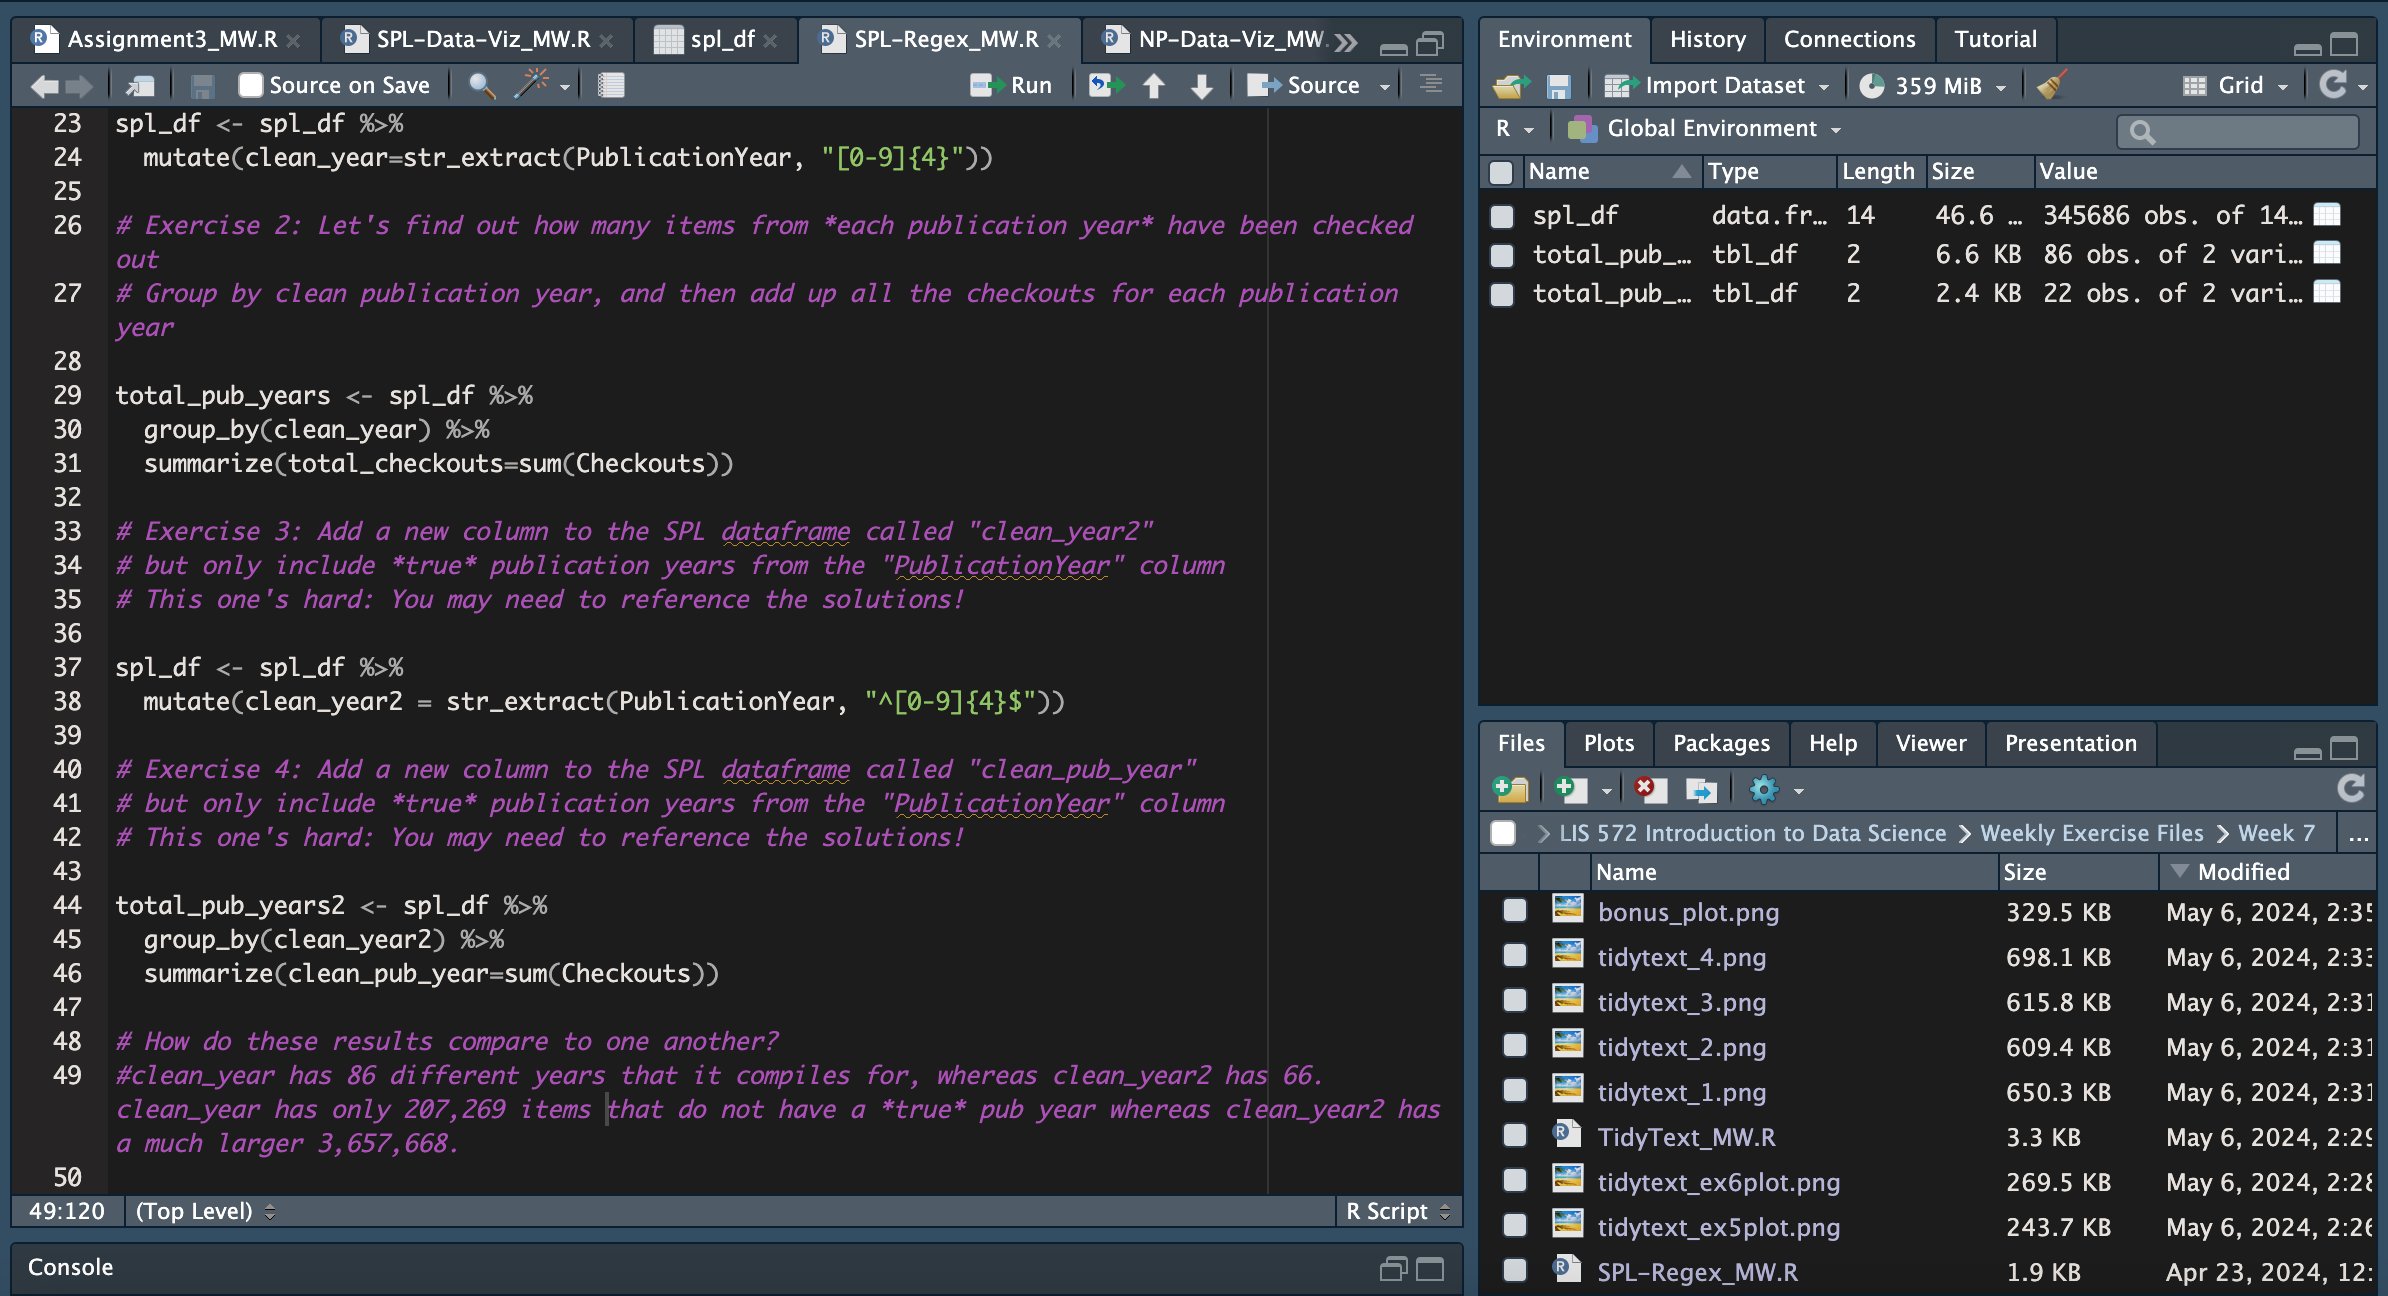 Assignment3_MW.R
SPL-Data-Viz_MW.R
spl_df
SPL-Regex_MW.R
NP-Data-Viz_MW.
Source on Save
Run
Source
23 spl_df <- spl_df %>%
24 mutate(clean_year=str_extract(PublicationYear, "[0-9]{4}"))
25
26 # Exercise 2: Let's find out how many items from *each publication year* have been checked
out
27 # Group by clean publication year, and then add up all the checkouts for each publication
year
28
29 total_pub_years <- spl_df %>%
30 group_by(clean_year) %>%
31 summarize(total_checkouts=sum(Checkouts))
32
33 # Exercise 3: Add a new column to the SPL dataframe called "clean_year2"
34 # but only include *true* publication years from the "PublicationYear" column
35 # This one's hard: You may need to reference the solutions!
36
37 spl_df <- spl_df %>%
38 mutate(clean_year2 = str_extract(PublicationYear, "^[0-9]{4}$"))
39
40 # Exercise 4: Add a new column to the SPL dataframe called "clean_pub_year"
41 # but only include *true* publication years from the "PublicationYear" column
42 # This one's hard: You may need to reference the solutions!
43
44 total_pub_years2 <- spl_df %>%
45 group_by(clean_year2) %>%
46 summarize(clean_pub_year=sum(Checkouts))
47
48 # How do these results compare to one another?
49 #clean_year has 86 different years that it compiles for, whereas clean_year2 has 66.
clean_year has only 207,269 items that do not have a *true* pub year whereas clean_year2 has
a much larger 3,657,668.
50
49:120 (Top Level) R Script
Console
Environment History Connections Tutorial
Import Dataset 359 MiB Grid
R Global Environment
Name Type Length Size Value
spl_df data.fr… 14 46.6 … 345686 obs. of 14…
total_pub_… tbl_df 2 6.6 KB 86 obs. of 2 vari…
total_pub_… tbl_df 2 2.4 KB 22 obs. of 2 vari…
Files Plots Packages Help Viewer Presentation
LIS 572 Introduction to Data Science Weekly Exercise Files Week 7 ...
Name Size Modified
bonus_plot.png 329.5 KB May 6, 2024, 2:35
tidytext_4.png 698.1 KB May 6, 2024, 2:33
tidytext_3.png 615.8 KB May 6, 2024, 2:31
tidytext_2.png 609.4 KB May 6, 2024, 2:31
tidytext_1.png 650.3 KB May 6, 2024, 2:31
TidyText_MW.R 3.3 KB May 6, 2024, 2:29
tidytext_ex6plot.png 269.5 KB May 6, 2024, 2:28
tidytext_ex5plot.png 243.7 KB May 6, 2024, 2:26
SPL-Regex_MW.R 1.9 KB Apr 23, 2024, 12: